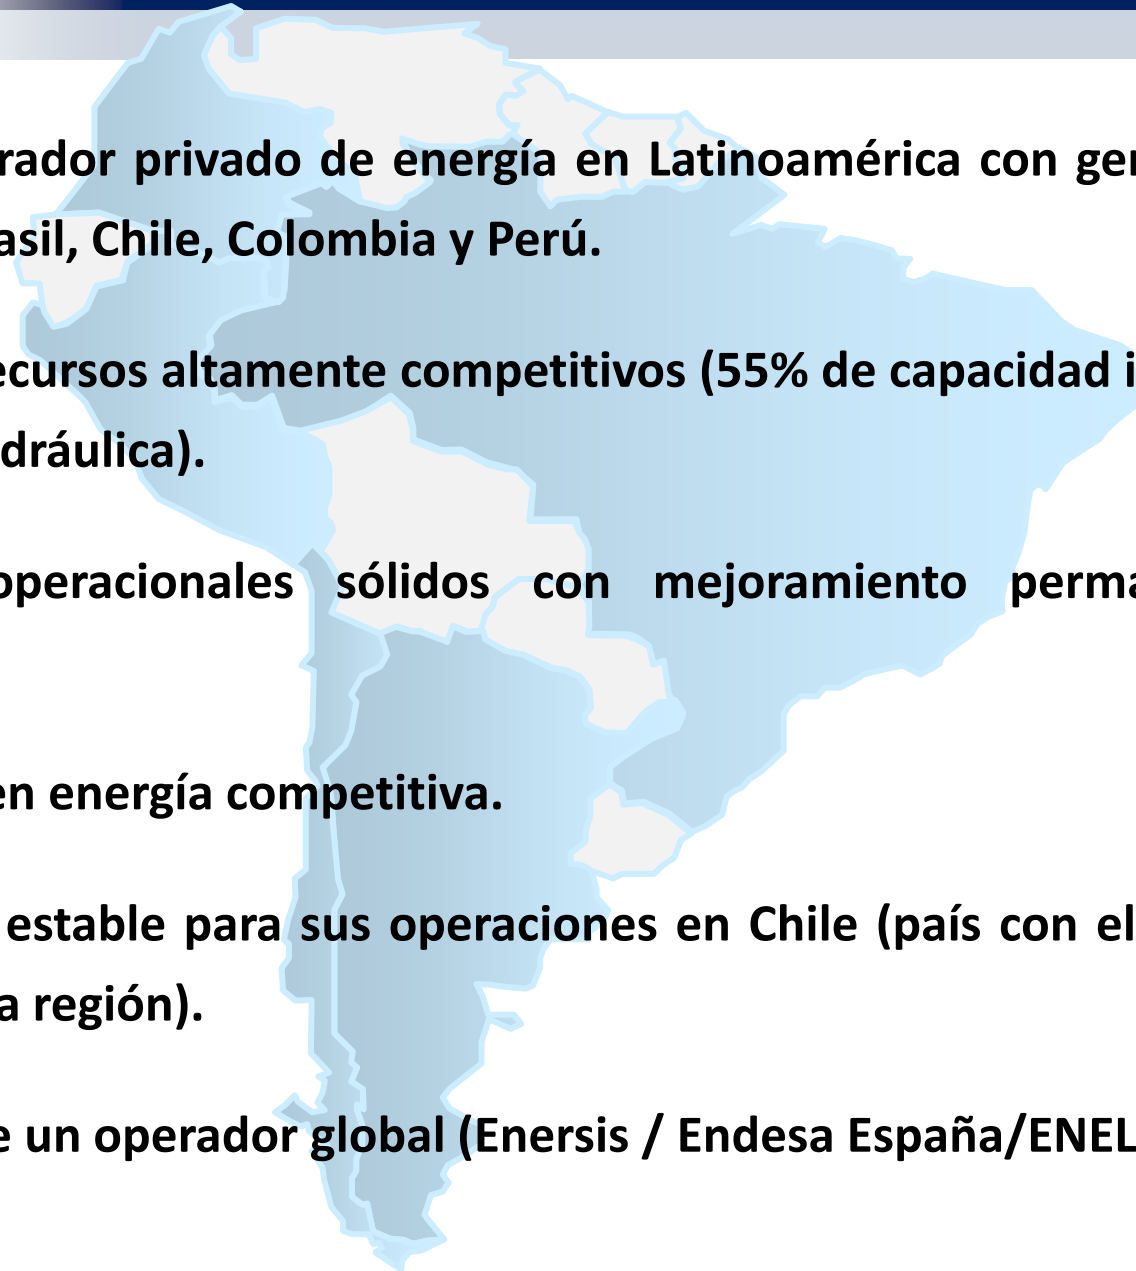 rador privado de energía en Latinoamérica con ger
asil, Chile, Colombia y Perú.
ecursos altamente competitivos (55% de capacidad i
dráulica).
operacionales sólidos con mejoramiento perma
en energía competitiva.
estable para sus operaciones en Chile (país con el
a región).
e un operador global (Enersis / Endesa España/ENEL